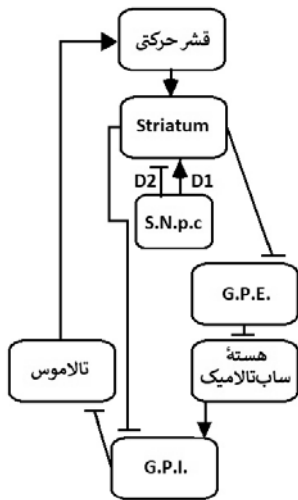 قشر حرکتی
Striatum
D2
D1
S.N.p.c
G.P.E.
هستهٔ
ساب‌تالامیک
تالاموس
G.P.I.